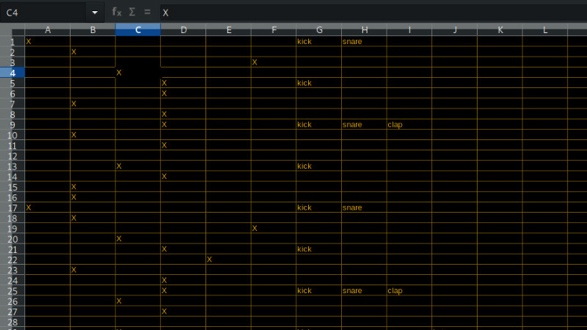 C4 fx Σ = X
A B C D E F G H I J K L
1 X kick snare
2 X
3 X
4 X
5 X kick
6 X
7 X
8 X
9 X kick snare clap
10 X
11 X
12
13 X kick
14 X
15 X
16 X
17 X kick snare
18 X
19 X
20 X
21 X kick
22 X
23 X
24 X
25 X kick snare clap
26 X
27 X
28